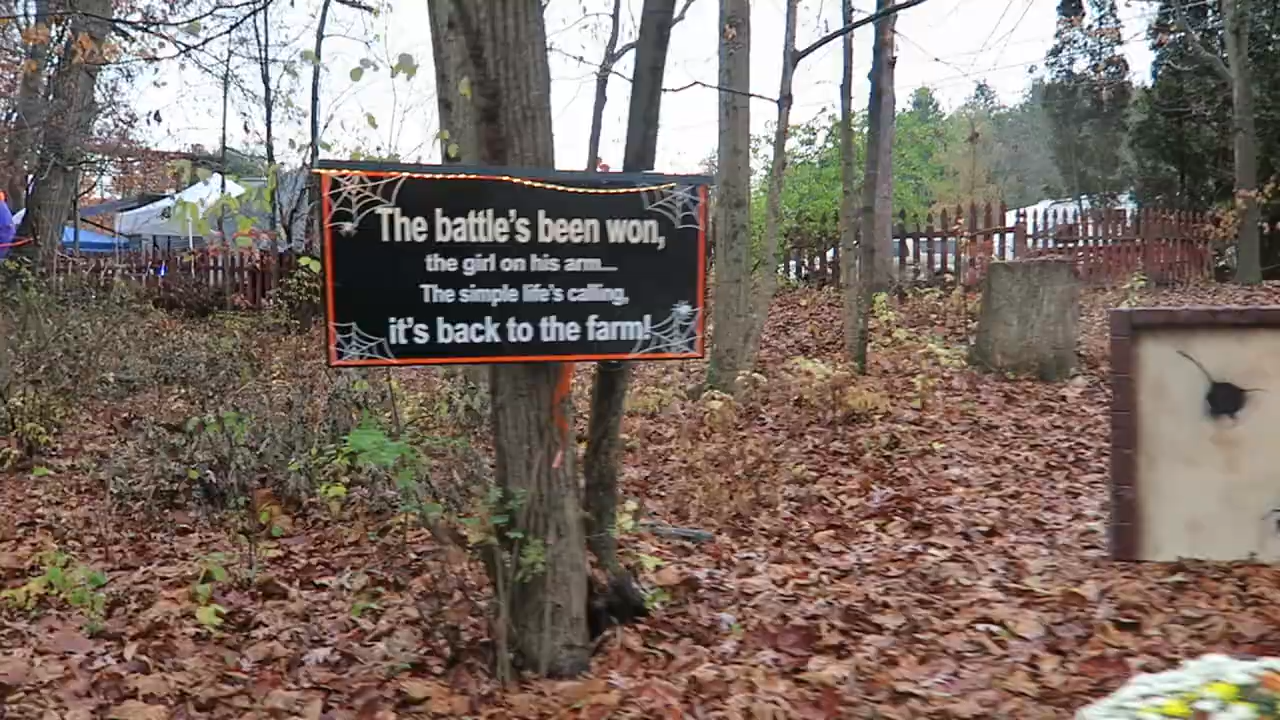 The battle's been won,
the girl on his arm...
The simple life's calling,
it's back to the farm!